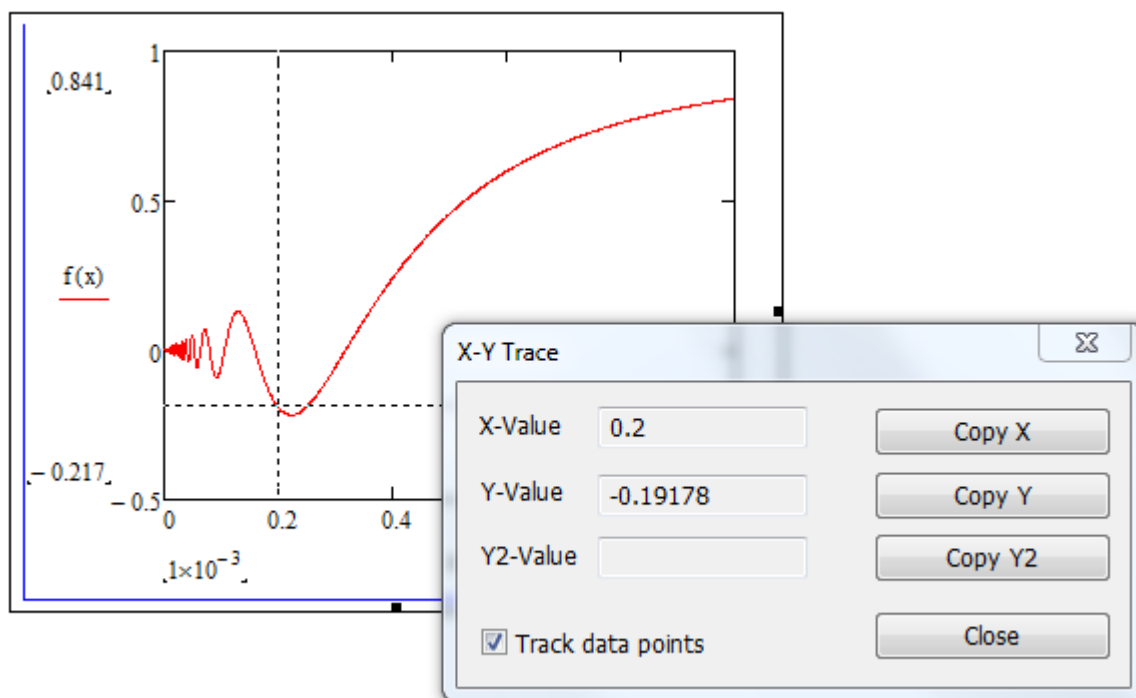 1
0.841
0.5
f(x)
0
-0.217
-0.5
0
0.2
0.4
1×10⁻³
X-Y Trace
X-Value
0.2
Copy X
Y-Value
-0.19178
Copy Y
Y2-Value
Copy Y2
Track data points
Close